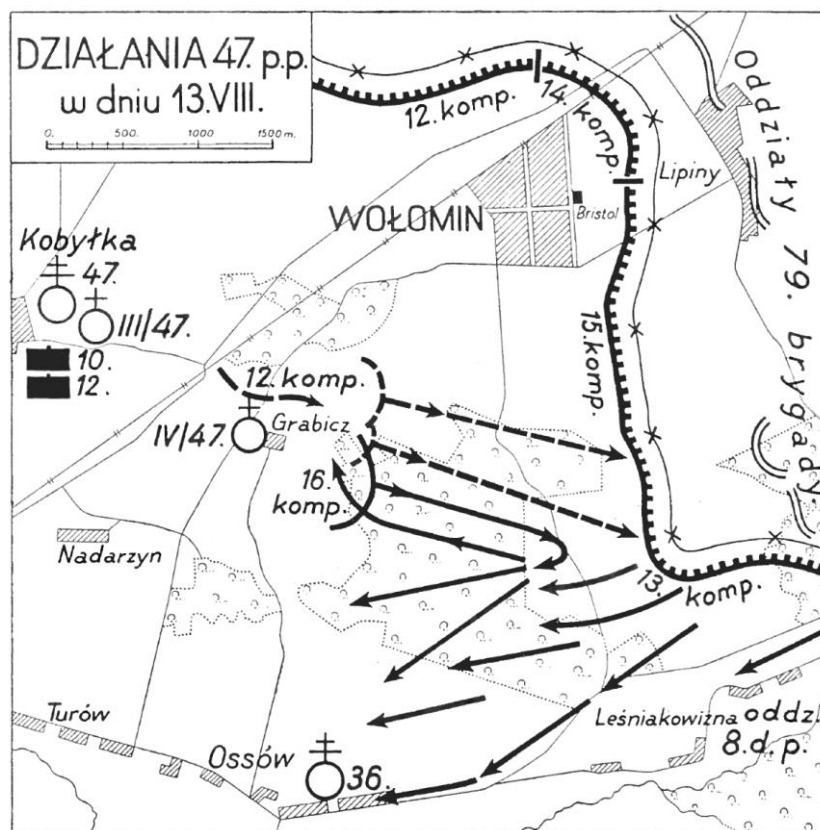 DZIAŁANIA 47. p.p.
w dniu 13.VIII.
0. 500. 1000 1500 m.
12. komp.
14. komp.
Oddziały 79. brygady.
Lipiny
Bristol
WOŁOMIN
Kobyłka
47.
III/47.
10.
12.
15. komp.
12. komp.
Grabicz
IV/47.
16. komp.
Nadarzyn
13. komp.
Turów
Ossów
36.
Leśniakowizna
oddz.
8. d. p.